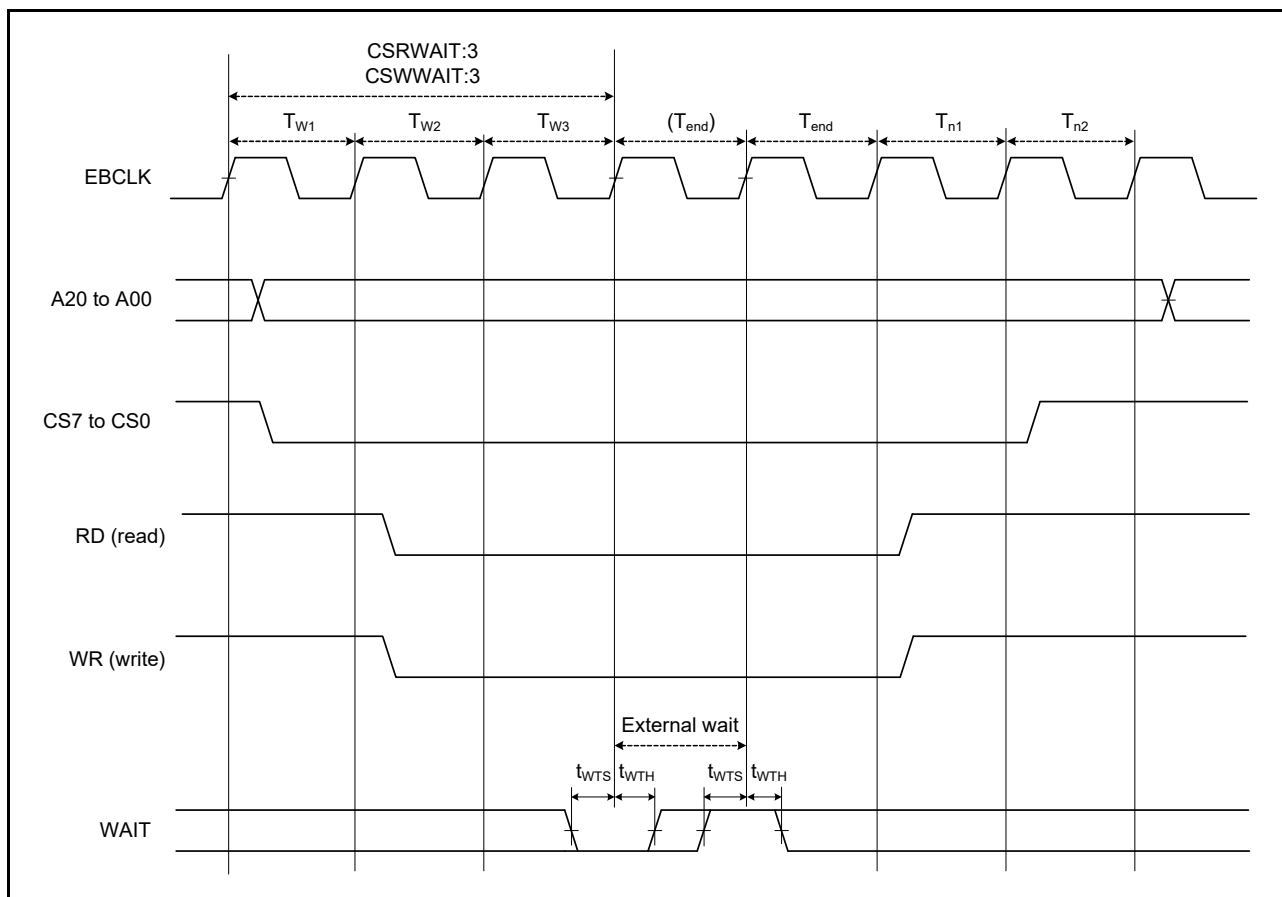 CSRWAIT:3
CSWWAIT:3
TW1 TW2 TW3 (Tend) Tend Tn1 Tn2
EBCLK
A20 to A00
CS7 to CS0
RD (read)
WR (write)
External wait
tWTS tWTH tWTS tWTH
WAIT